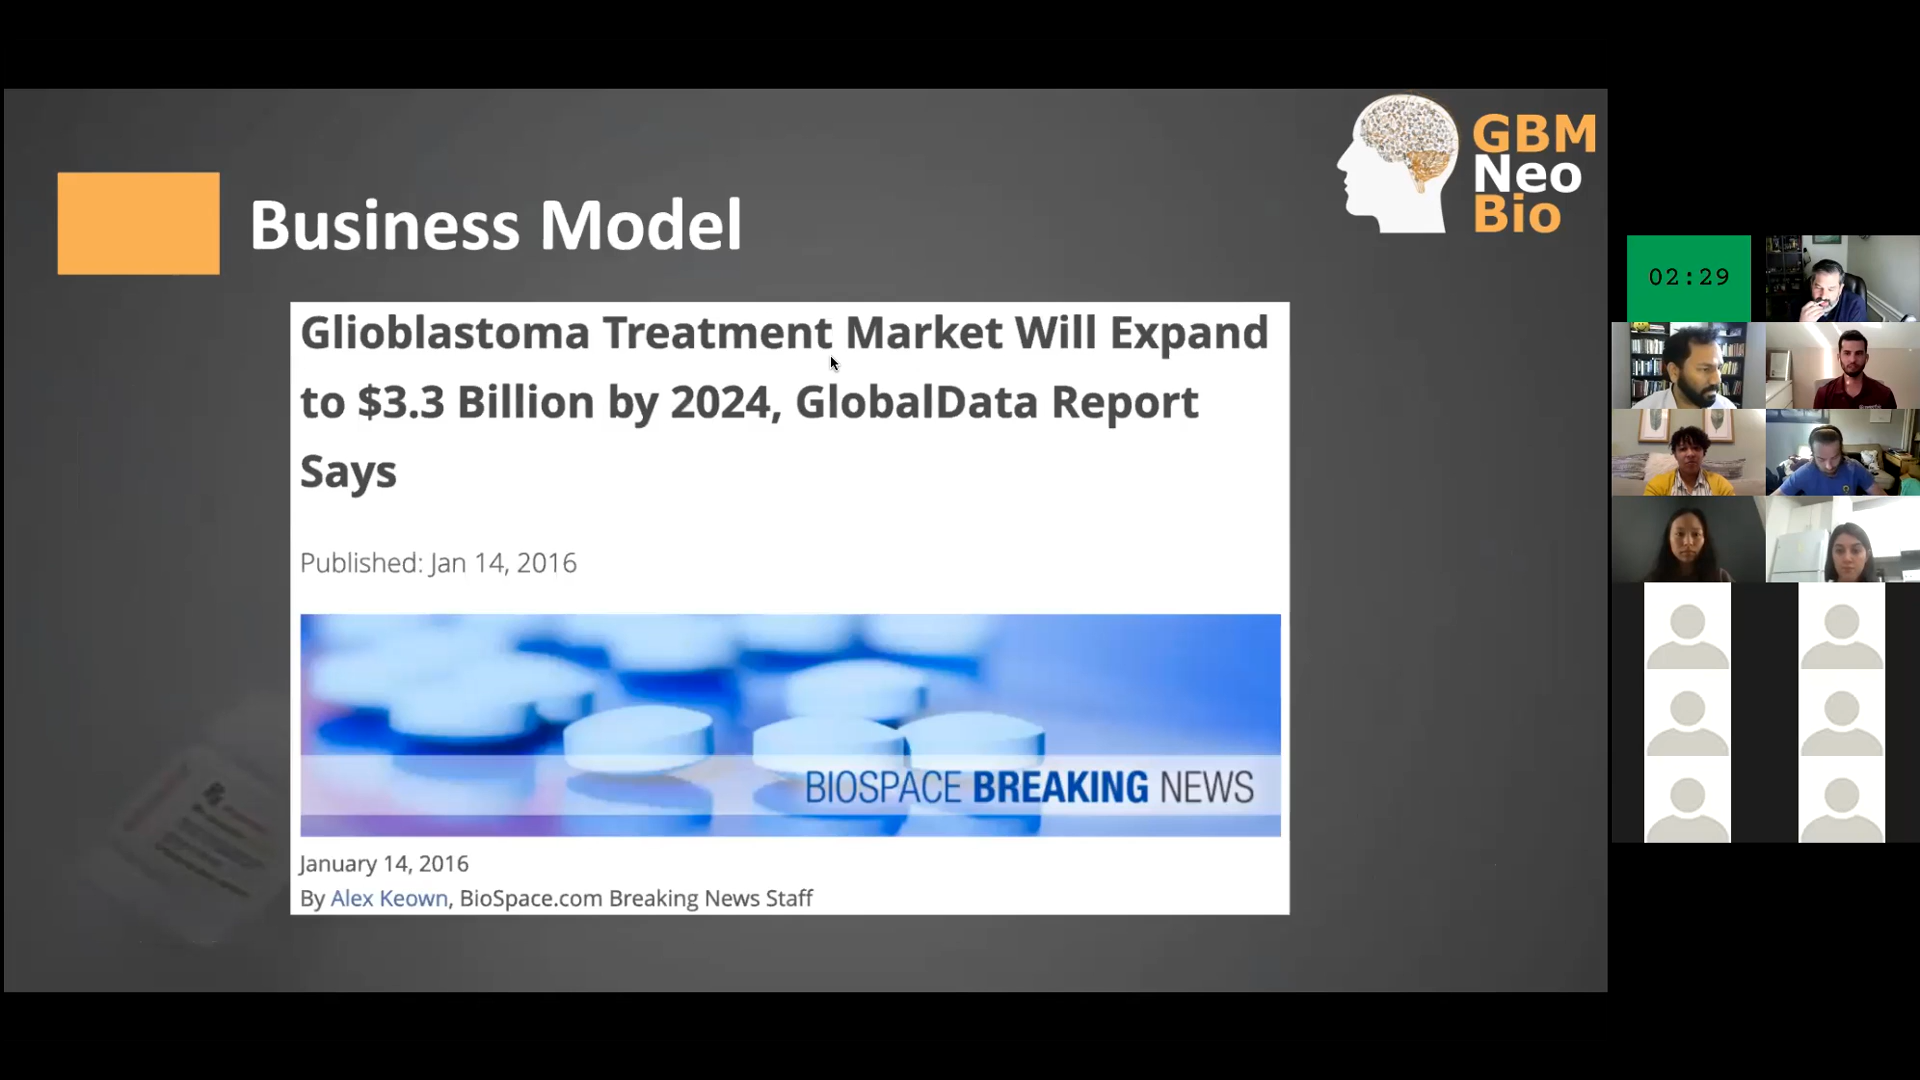 GBM
Neo
Bio
Business Model
Glioblastoma Treatment Market Will Expand
to $3.3 Billion by 2024, GlobalData Report
Says
Published: Jan 14, 2016
BIOSPACE BREAKING NEWS
January 14, 2016
By Alex Keown, BioSpace.com Breaking News Staff
02:29